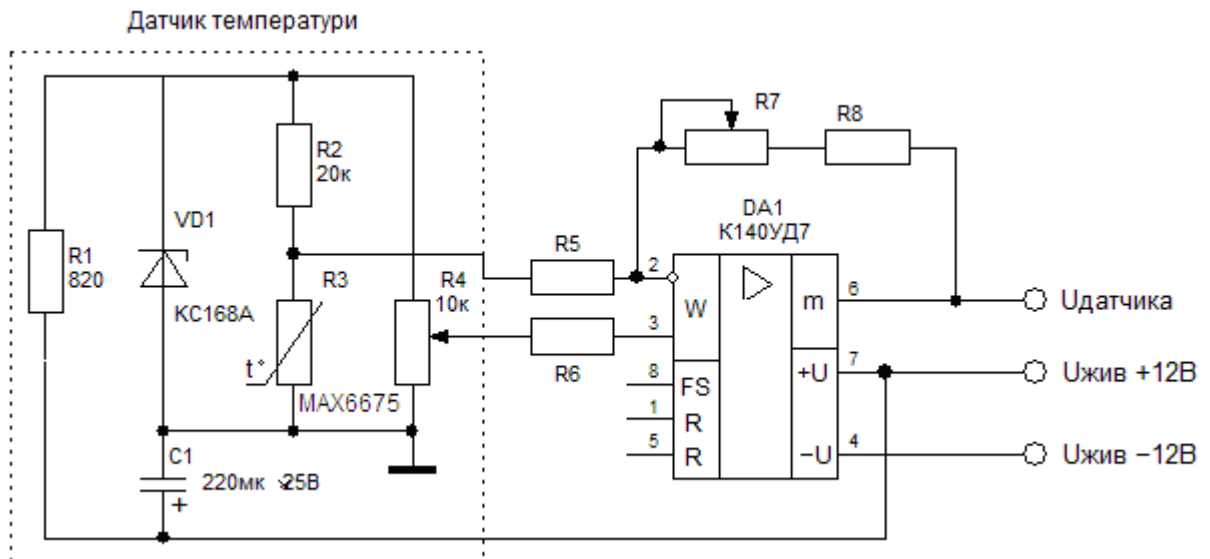 Датчик температури
R1
820
VD1
КС168А
R2
20к
R3
t°
MAX6675
R4
10к
C1
220мк 25В
+
R5
R6
R7
R8
DA1
К140УД7
2
3
8
1
5
W
FS
R
R
m
+U
−U
6
7
4
Uдатчика
Uжив +12В
Uжив −12В